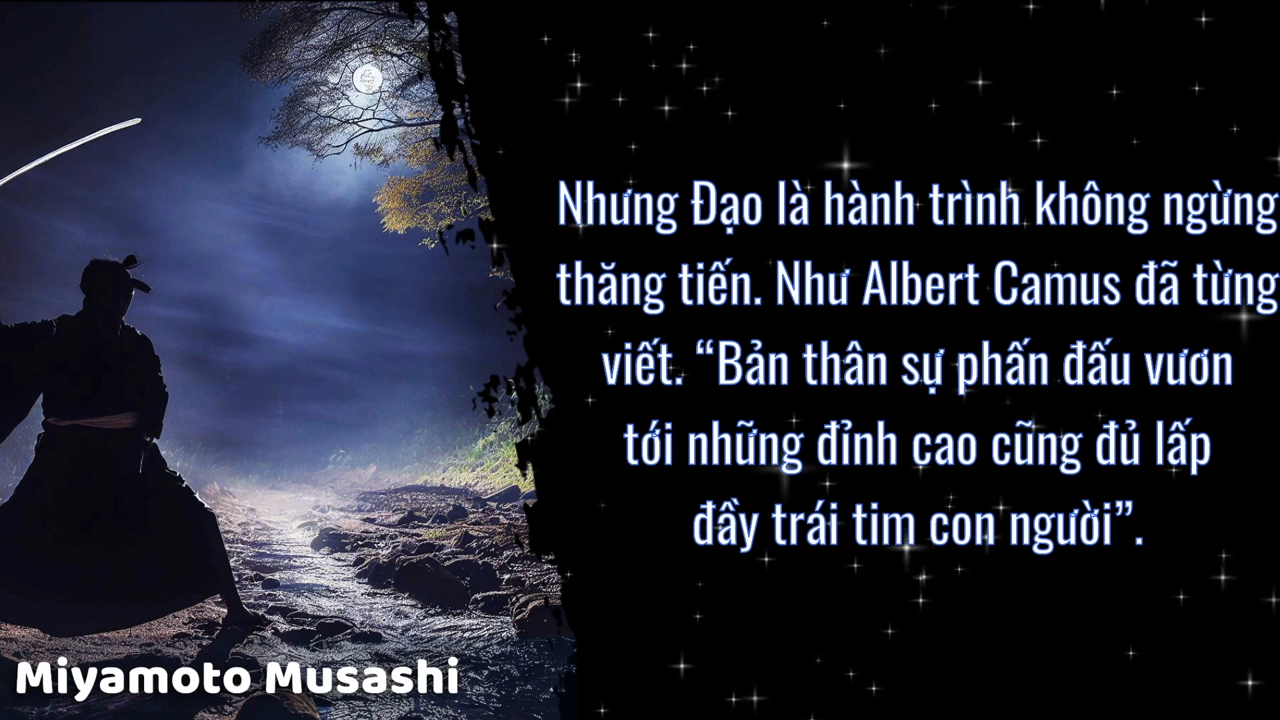 Nhưng Đạo là hành trình không ngừng
thăng tiến. Như Albert Camus đã từng
viết. “Bản thân sự phấn đấu vươn
tới những đỉnh cao cũng đủ lấp
đầy trái tim con người”.
Miyamoto Musashi